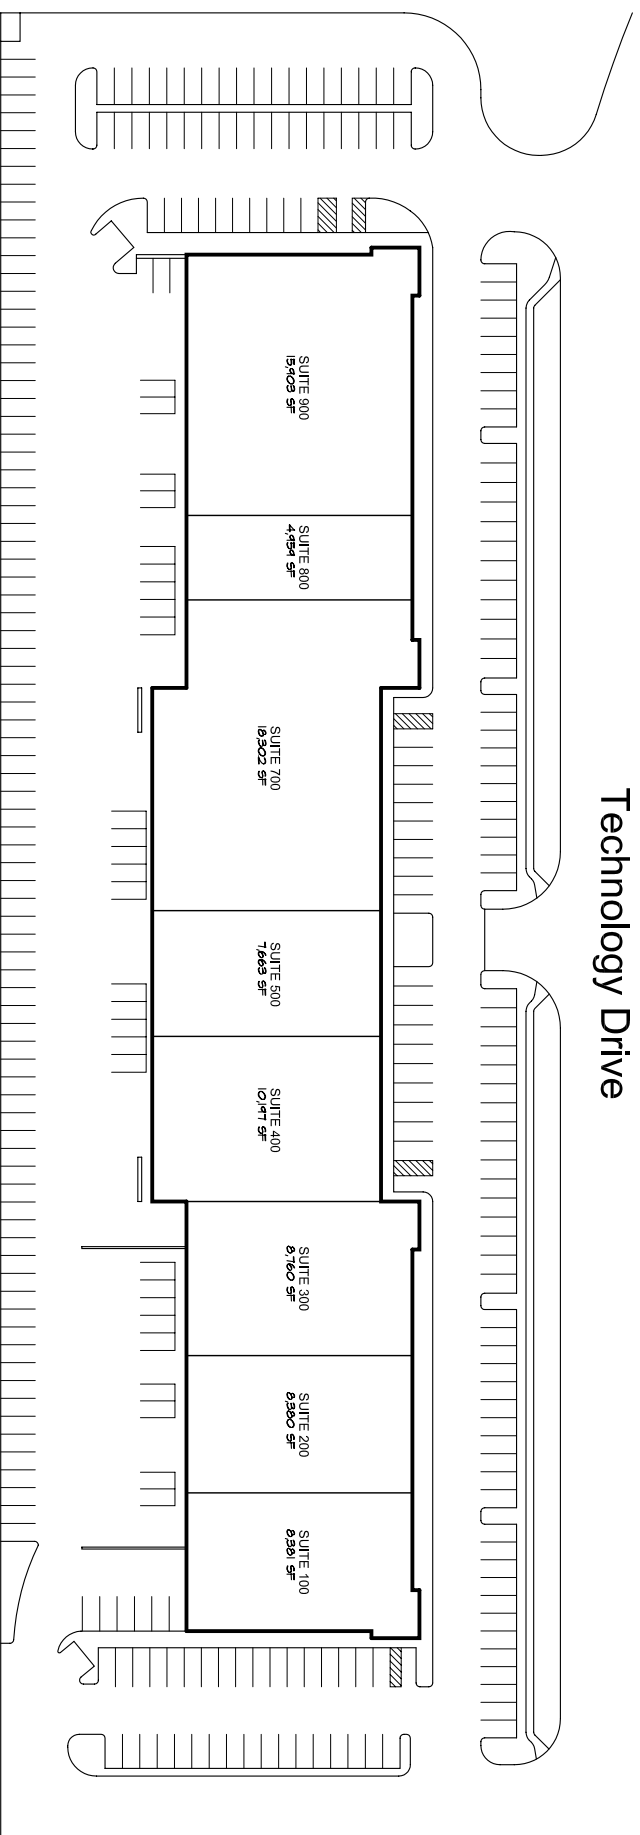 Technology Drive
SUITE 900
15,903 SF
SUITE 800
4,959 SF
SUITE 700
18,302 SF
SUITE 500
7,663 SF
SUITE 400
10,197 SF
SUITE 300
8,760 SF
SUITE 200
8,380 SF
SUITE 100
8,381 SF